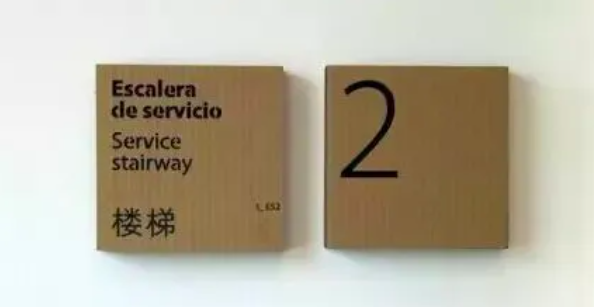 Escalera
de servicio
Service
stairway
楼梯
2